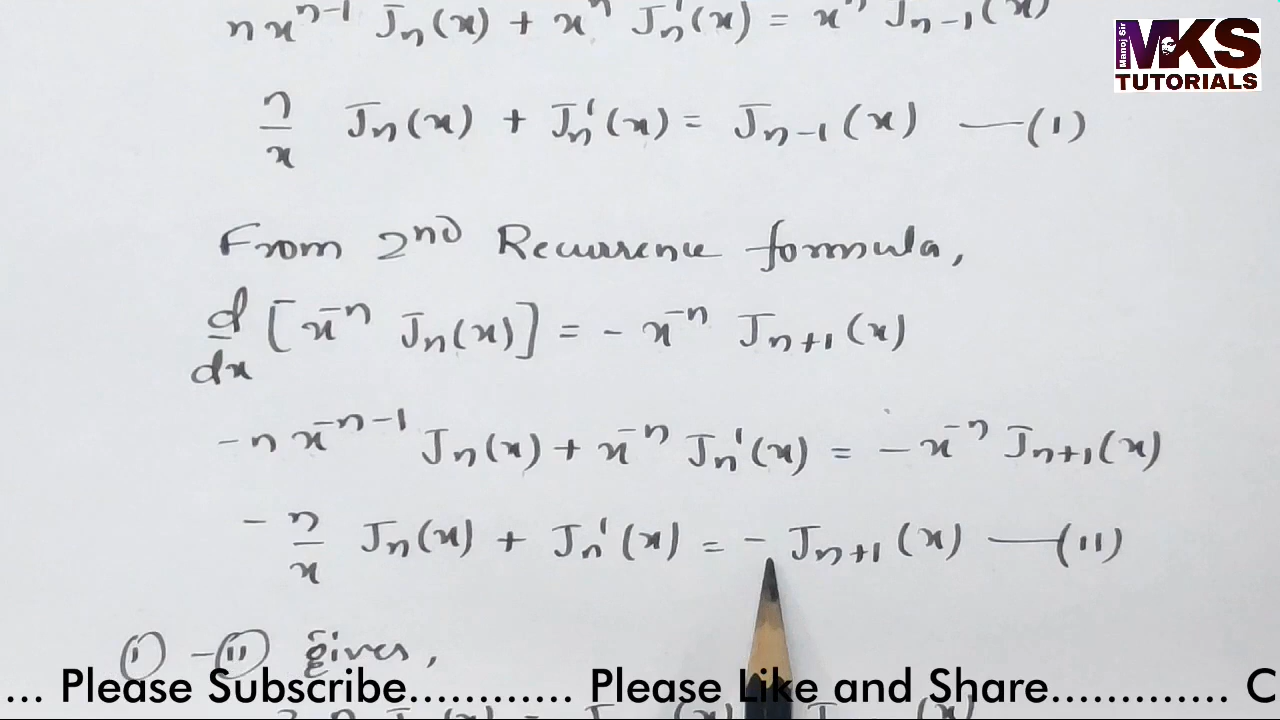 n x^{n-1} J_n(x) + x^n J_n'(x) = x^n J_{n-1}(x)
Manoj Sir
MKS
TUTORIALS
n/x J_n(x) + J_n'(x) = J_{n-1}(x) —(1)
From 2nd Recurrence formula,
d/dx [x^{-n} J_n(x)] = - x^{-n} J_{n+1}(x)
-n x^{-n-1} J_n(x) + x^{-n} J_n'(x) = - x^{-n} J_{n+1}(x)
- n/x J_n(x) + J_n'(x) = - J_{n+1}(x) —(11)
(i) - (ii) gives,
... Please Subscribe............ Please Like and Share............. C